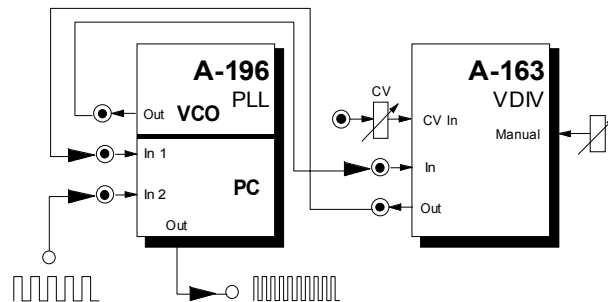 A-196
PLL
Out
VCO
In 1
In 2
PC
Out
CV
A-163
VDIV
CV In
Manual
In
Out